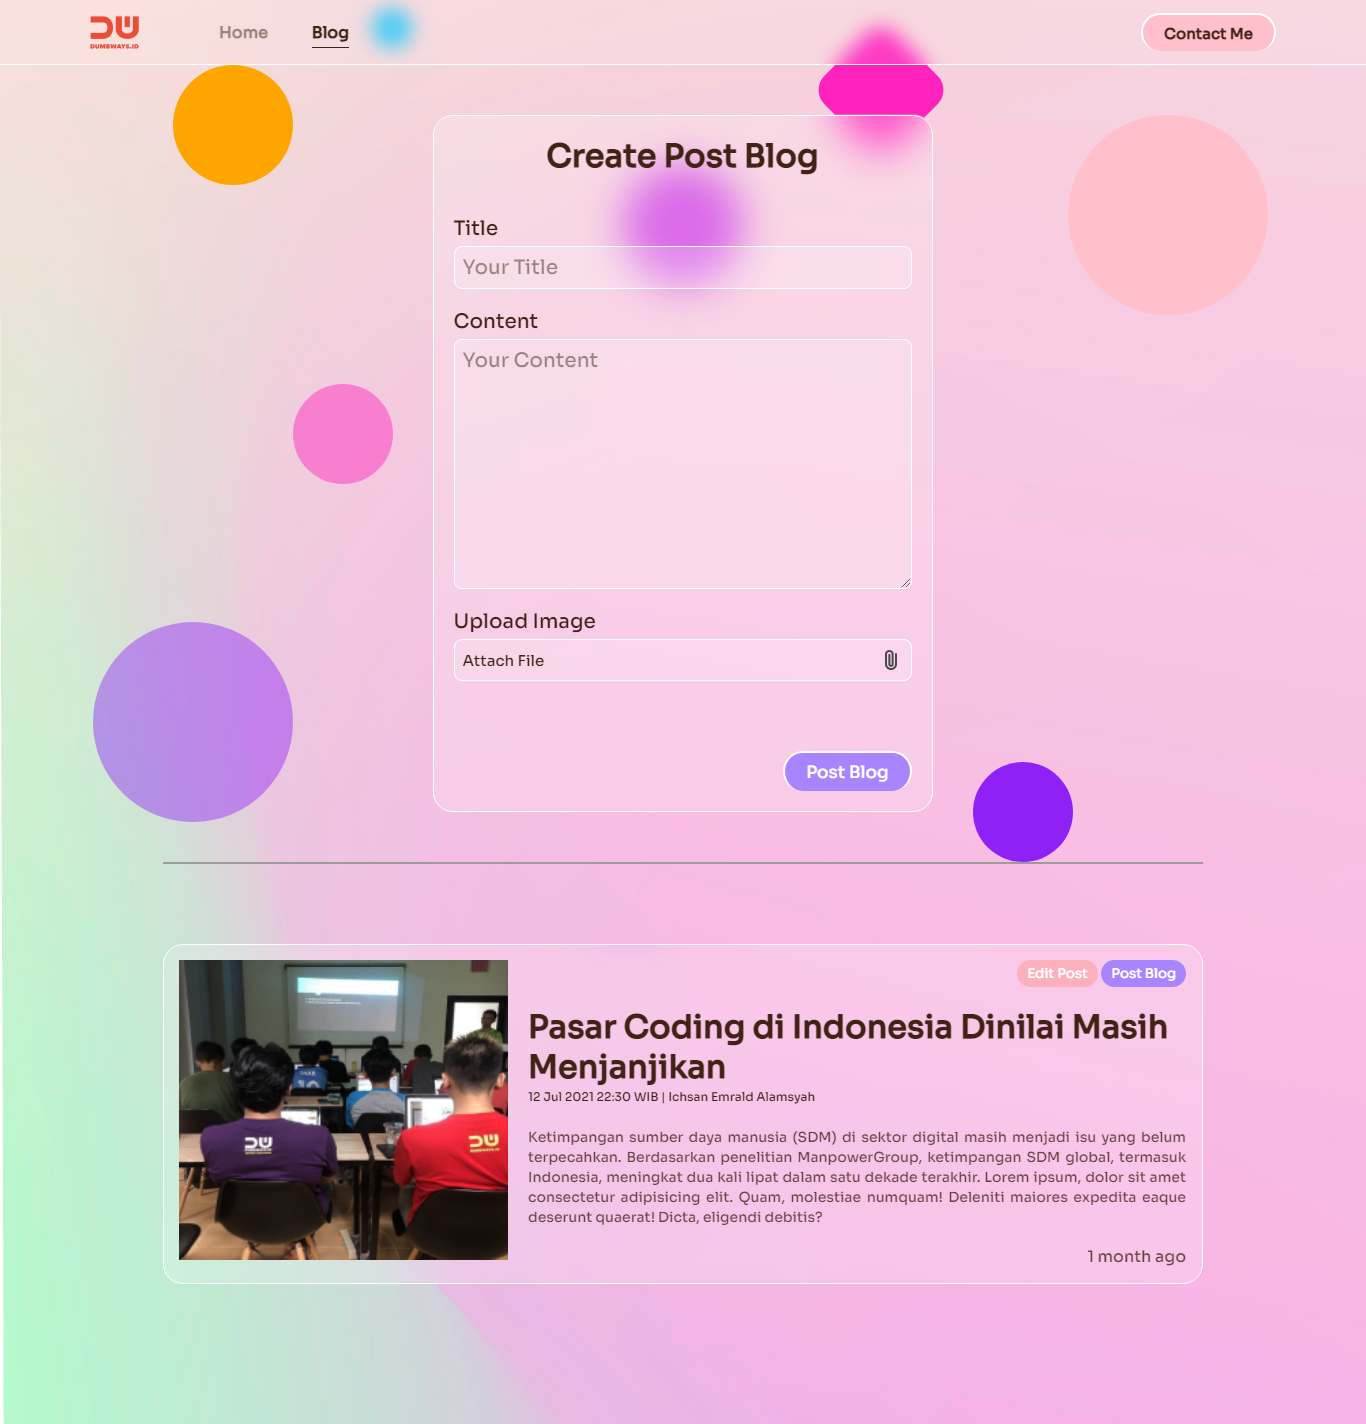 DUMBWAYS.ID
Home
Blog
Contact Me
Create Post Blog
Title
Your Title
Content
Your Content
Upload Image
Attach File
Post Blog
Edit Post
Post Blog
Pasar Coding di Indonesia Dinilai Masih
Menjanjikan
12 Jul 2021 22:30 WIB | Ichsan Emrald Alamsyah
Ketimpangan sumber daya manusia (SDM) di sektor digital masih menjadi isu yang belum
terpecahkan. Berdasarkan penelitian ManpowerGroup, ketimpangan SDM global, termasuk
Indonesia, meningkat dua kali lipat dalam satu dekade terakhir. Lorem ipsum, dolor sit amet
consectetur adipisicing elit. Quam, molestiae numquam! Deleniti maiores expedita eaque
deserunt quaerat! Dicta, eligendi debitis?
1 month ago